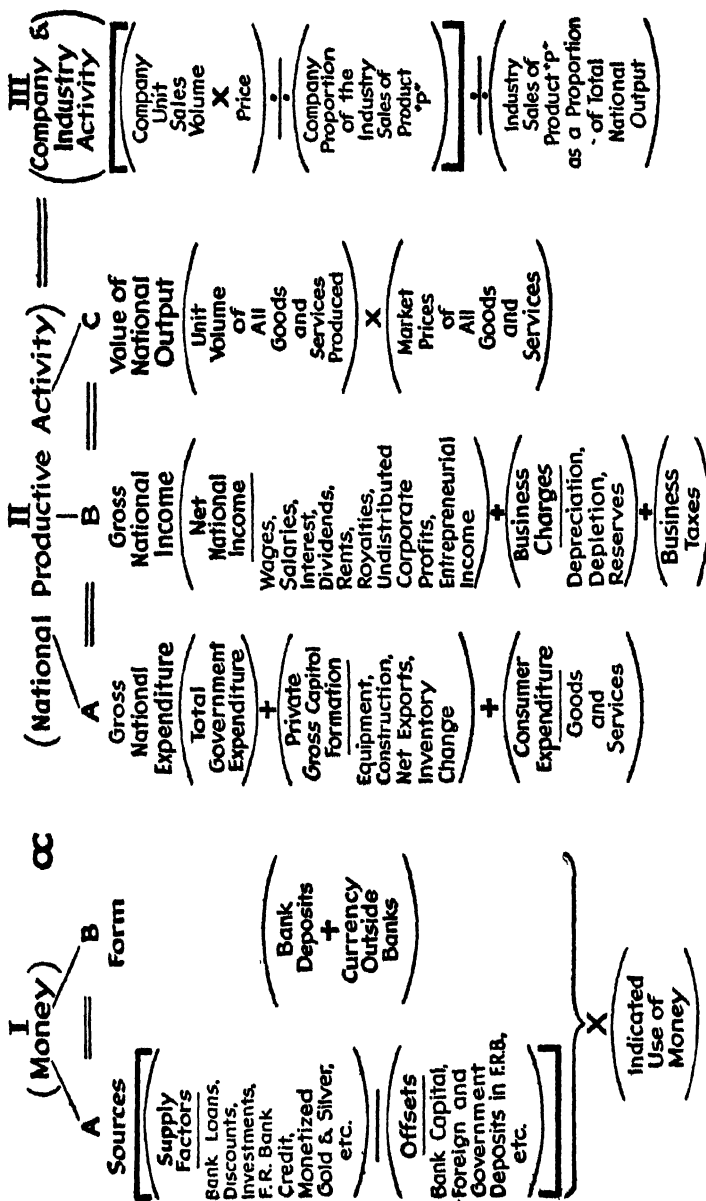 I
(Money)
A = B
Sources
Form
[(Supply
Factors
Bank Loans,
Discounts,
Investments,
F.R. Bank
Credit,
Monetized
Gold & Silver,
etc.)
—
(Offsets
Bank Capital,
Foreign and
Government
Deposits in F.R.B.,
etc.)]
(Bank
Deposits
+
Currency
Outside
Banks)
X
(Indicated
Use of
Money)
∝
II
(National Productive Activity)
A = B = C
Gross
National
Expenditure
(Total
Government
Expenditure)
+
(Private
Gross Capitol
Formation
Equipment,
Construction,
Net Exports,
Inventory
Change)
+
(Consumer
Expenditure
Goods
and
Services)
Gross
National
Income
(Net
National
Income
Wages,
Salaries,
Interest,
Dividends,
Rents,
Royalties,
Undistributed
Corporate
Profits,
Entrepreneurial
Income)
+
(Business
Charges
Depreciation,
Depletion,
Reserves)
+
(Business
Taxes)
Value of
National
Output
(Unit
Volume
of
All
Goods
and
Services
Produced)
X
(Market
Prices
of
All
Goods
and
Services)
=
III
(Company &
Industry
Activity)
[(Company
Unit
Sales
Volume
X
Price)
÷
(Company
Proportion
of the
Industry
Sales of
Product
"P")]
÷
(Industry
Sales of
Product "P"
as a Proportion
of Total
National
Output)